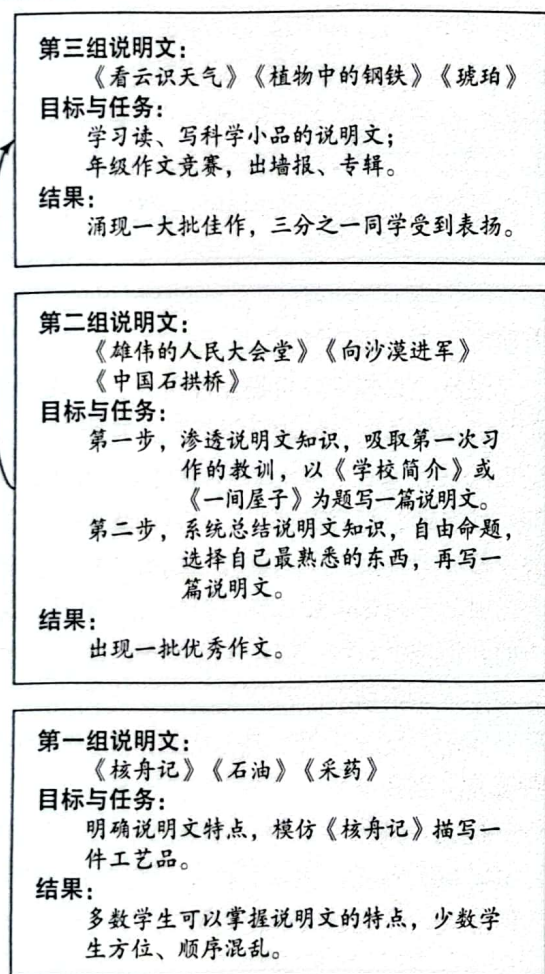 第三组说明文：
《看云识天气》《植物中的钢铁》《琥珀》
目标与任务：
学习读、写科学小品的说明文；
年级作文竞赛，出墙报、专辑。
结果：
涌现一大批佳作，三分之一同学受到表扬。
第二组说明文：
《雄伟的人民大会堂》《向沙漠进军》
《中国石拱桥》
目标与任务：
第一步，渗透说明文知识，吸取第一次习
作的教训，以《学校简介》或
《一间屋子》为题写一篇说明文。
第二步，系统总结说明文知识，自由命题，
选择自己最熟悉的东西，再写一
篇说明文。
结果：
出现一批优秀作文。
第一组说明文：
《核舟记》《石油》《采药》
目标与任务：
明确说明文特点，模仿《核舟记》描写一
件工艺品。
结果：
多数学生可以掌握说明文的特点，少数学
生方位、顺序混乱。